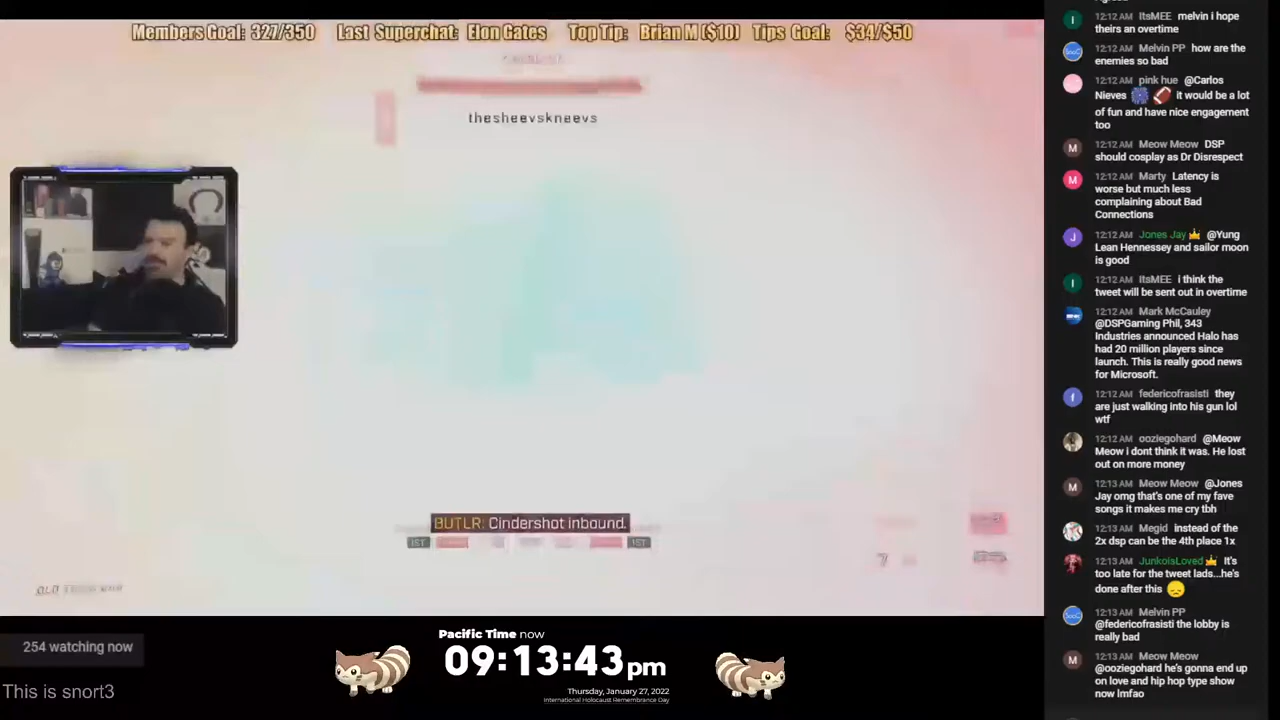 Members Goal: 327/350 Last Superchat: Elon Gates Top Tip: Brian M ($10) Tips Goal: $34/$50
thesheevskneevs
BUTLR: Cindershot inbound.
1ST 1ST
7
254 watching now
This is snort3
Pacific Time now
09:13:43pm
Thursday, January 27, 2022
International Holocaust Remembrance Day
12:12 AM ItsMEE melvin i hope
theirs an overtime
12:12 AM Melvin PP how are the
enemies so bad
12:12 AM pink hue @Carlos
Nieves 🎆 🏈 it would be a lot
of fun and have nice engagement
too
12:12 AM Meow Meow DSP
should cosplay as Dr Disrespect
12:12 AM Marty Latency is
worse but much less
complaining about Bad
Connections
12:12 AM Jones Jay 👑 @Yung
Lean Hennessey and sailor moon
is good
12:12 AM ItsMEE i think the
tweet will be sent out in overtime
12:12 AM Mark McCauley
@DSPGaming Phil, 343
Industries announced Halo has
had 20 million players since
launch. This is really good news
for Microsoft.
12:12 AM federicofrasisti they
are just walking into his gun lol
wtf
12:12 AM ooziegohard @Meow
Meow i dont think it was. He lost
out on more money
12:13 AM Meow Meow @Jones
Jay omg that's one of my fave
songs it makes me cry tbh
12:13 AM Megid instead of the
2x dsp can be the 4th place 1x
12:13 AM JunkoIsLoved 👑 It's
too late for the tweet lads...he's
done after this 😞
12:13 AM Melvin PP
@federicofrasisti the lobby is
really bad
12:13 AM Meow Meow
@ooziegohard he's gonna end up
on love and hip hop type show
now lmfao